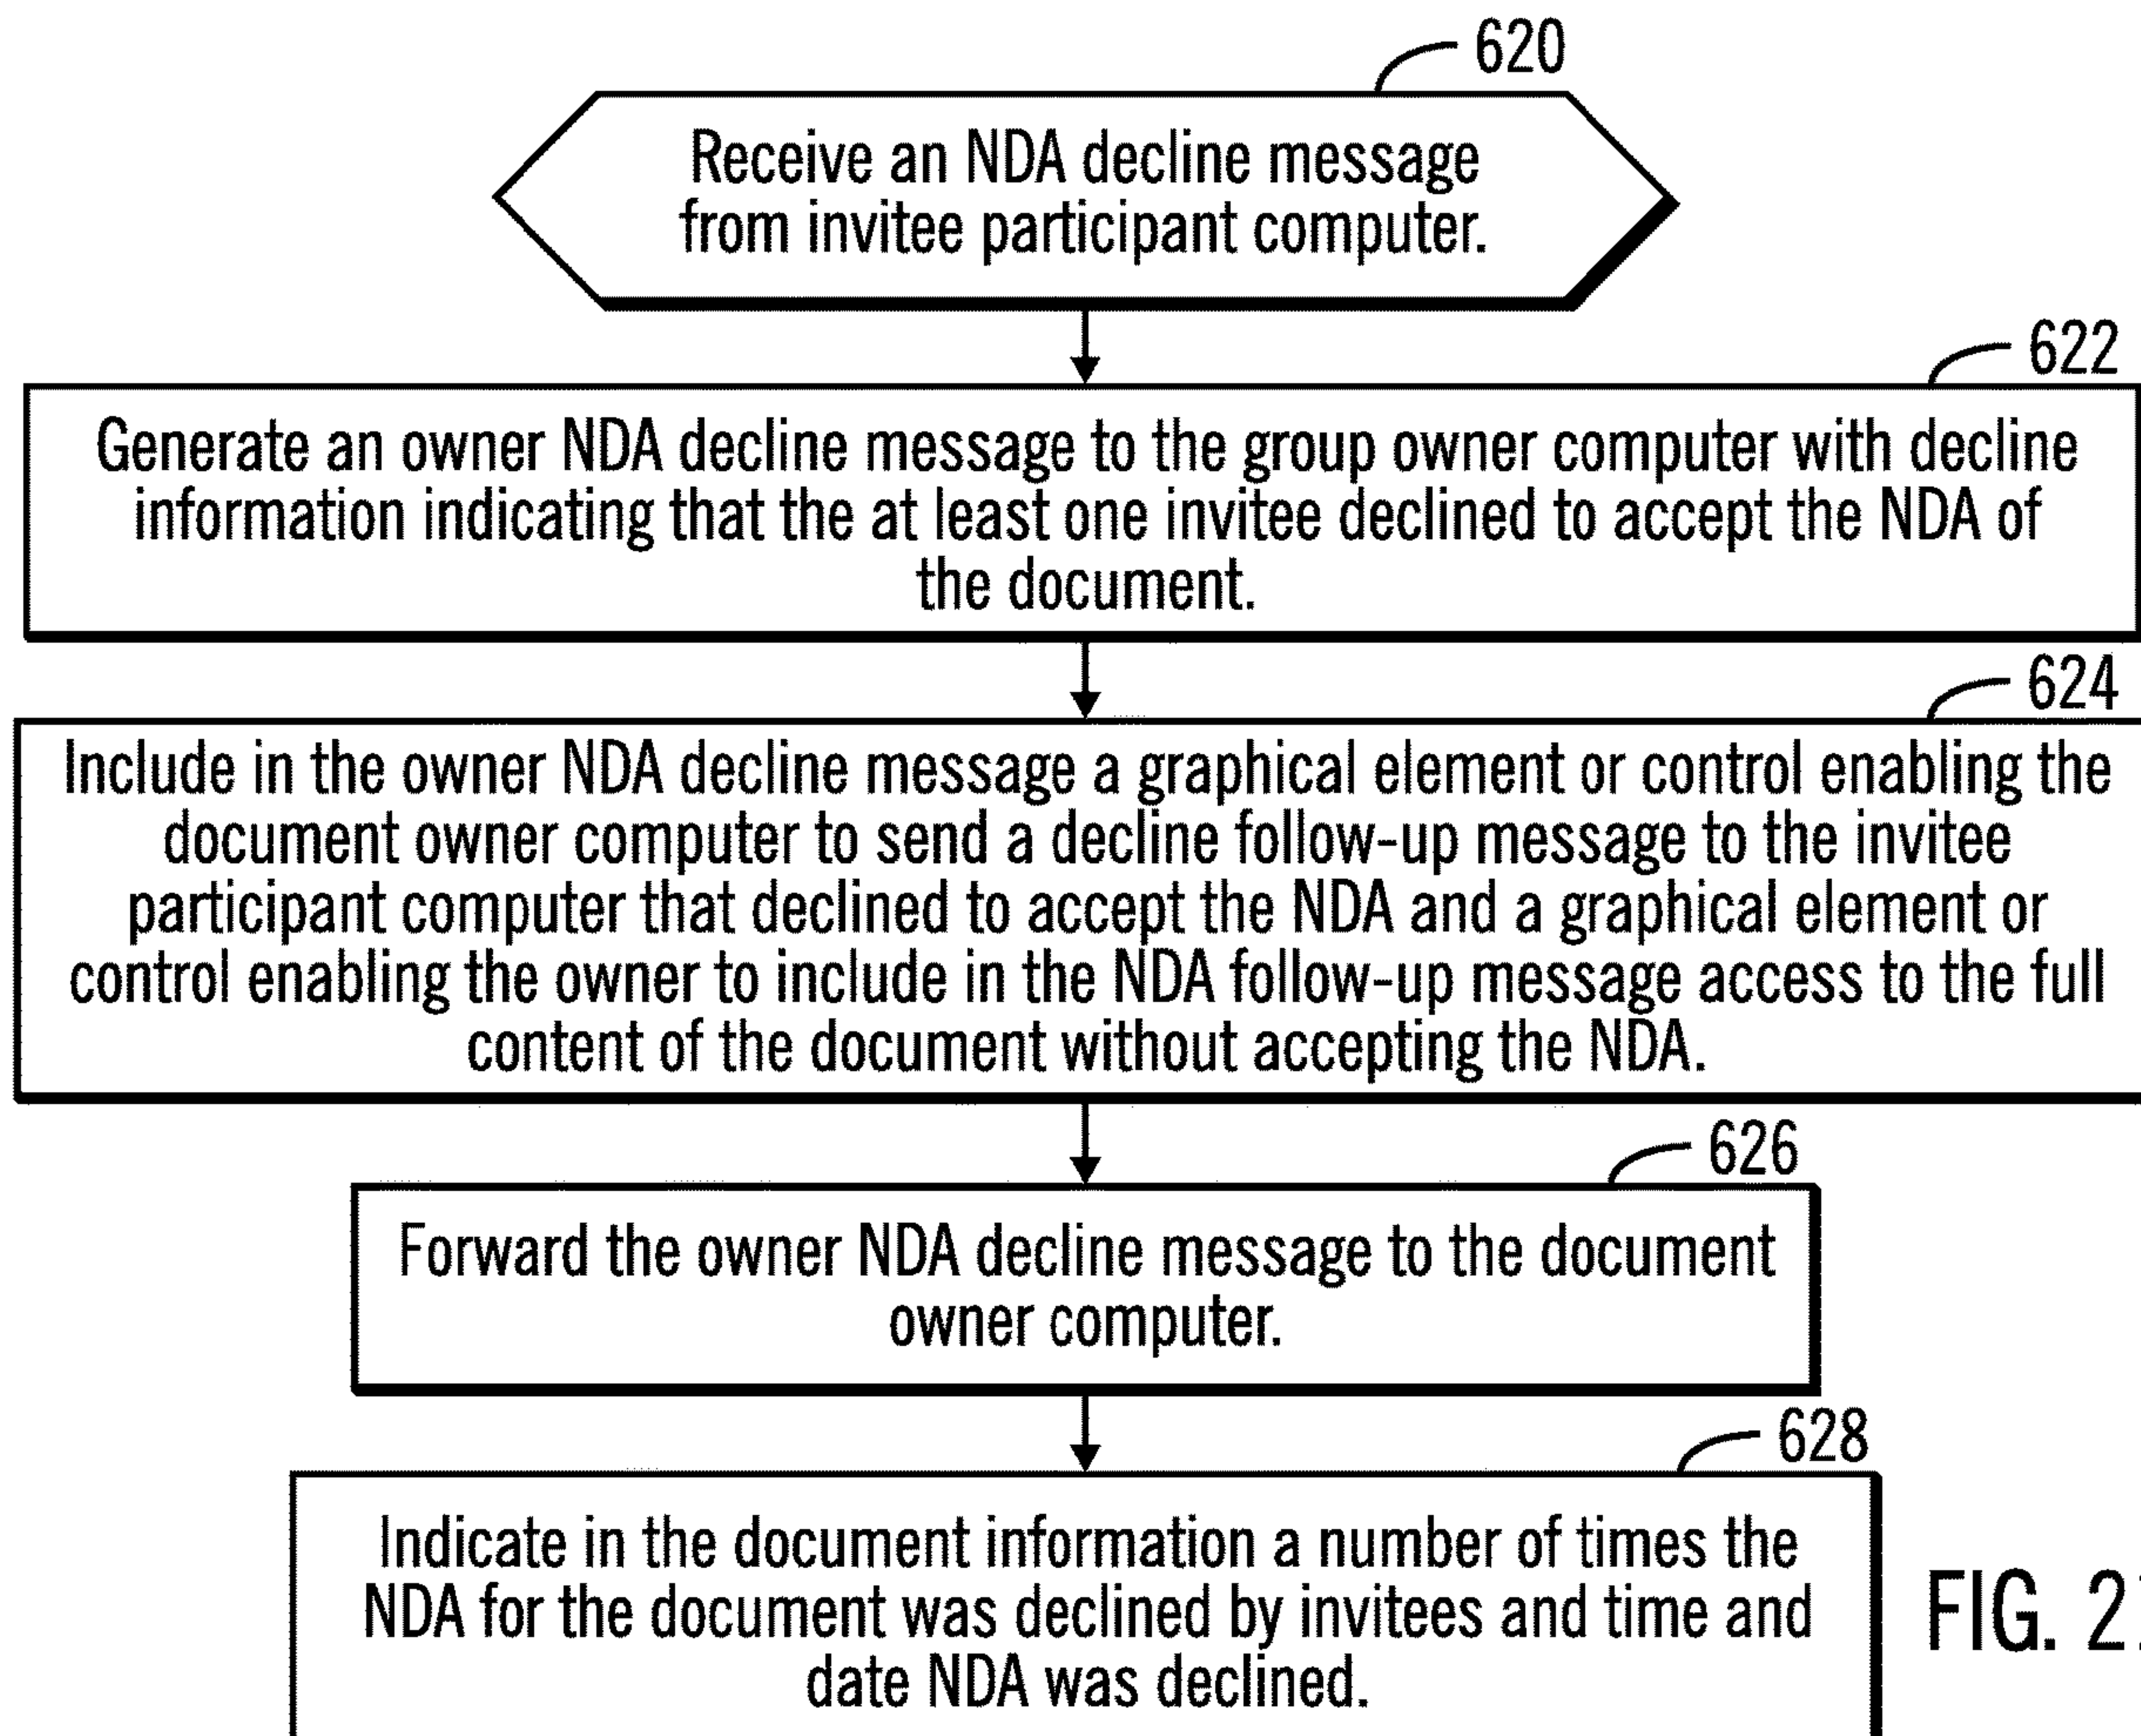 620
Receive an NDA decline message
from invitee participant computer.
622
Generate an owner NDA decline message to the group owner computer with decline
information indicating that the at least one invitee declined to accept the NDA of
the document.
624
Include in the owner NDA decline message a graphical element or control enabling the
document owner computer to send a decline follow-up message to the invitee
participant computer that declined to accept the NDA and a graphical element or
control enabling the owner to include in the NDA follow-up message access to the full
content of the document without accepting the NDA.
626
Forward the owner NDA decline message to the document
owner computer.
628
Indicate in the document information a number of times the
NDA for the document was declined by invitees and time and
date NDA was declined.
FIG.